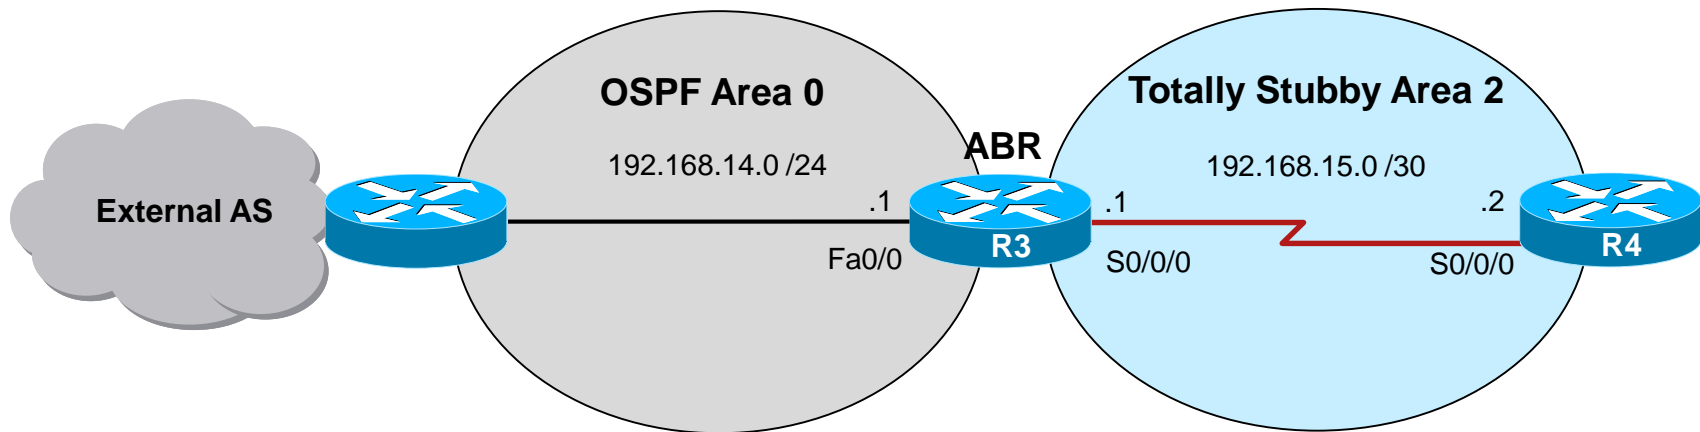 OSPF Area 0
Totally Stubby Area 2
ABR
192.168.14.0 /24
192.168.15.0 /30
External AS
.1
.1
.2
R3
R4
Fa0/0
S0/0/0
S0/0/0